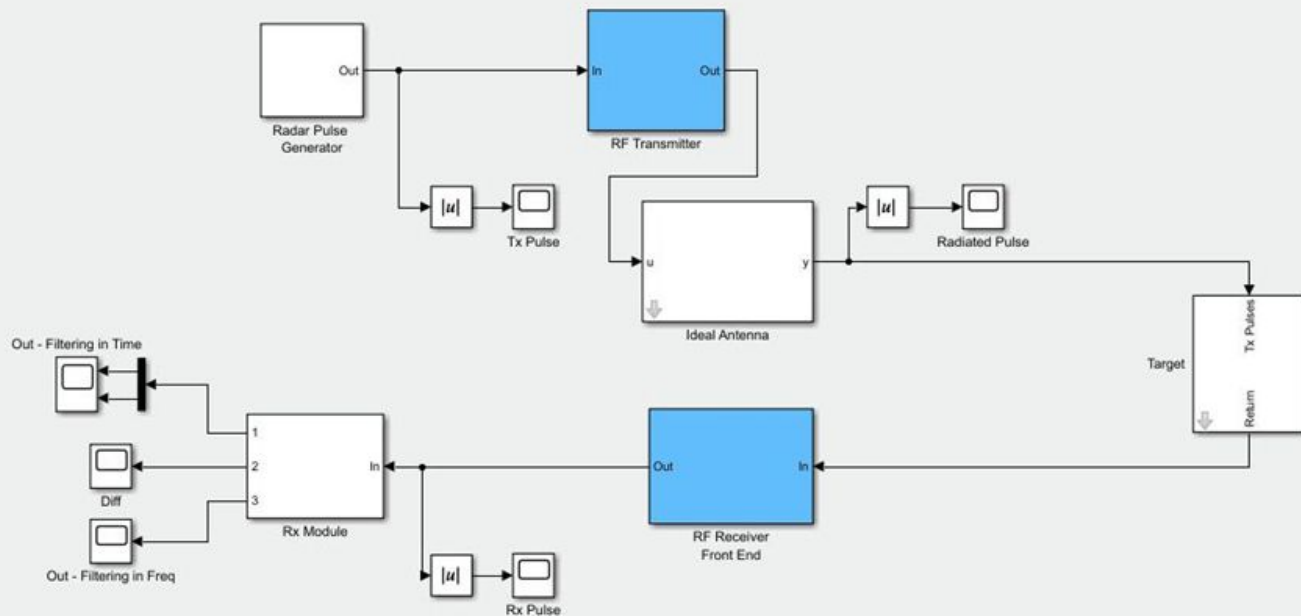 Out
Radar Pulse
Generator
In
Out
RF Transmitter
|u|
Tx Pulse
u
y
Ideal Antenna
|u|
Radiated Pulse
Tx Pulses
Return
Target
In
Out
RF Receiver
Front End
|u|
Rx Pulse
In
1
2
3
Rx Module
Out - Filtering in Time
Diff
Out - Filtering in Freq